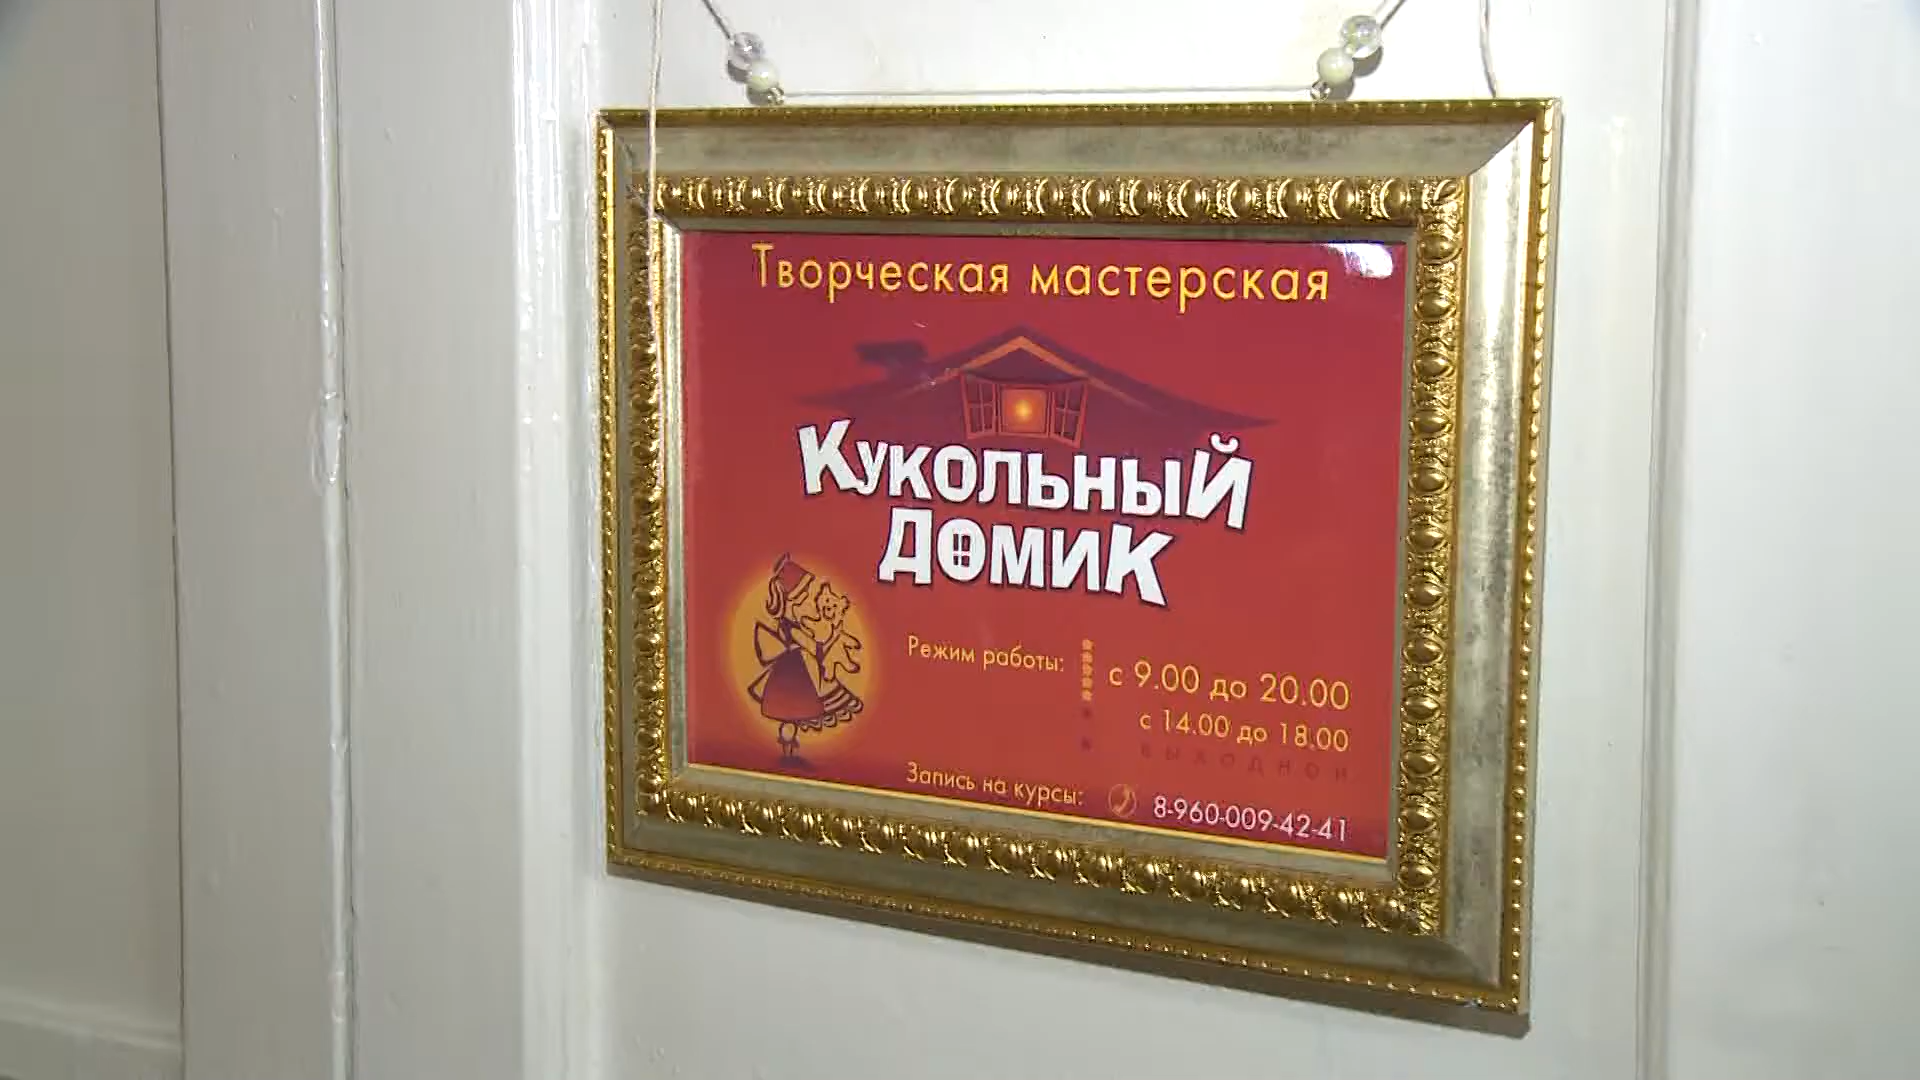 Творческая мастерская
Кукольный
домик
Режим работы:
с 9.00 до 20.00
с 14.00 до 18.00
выходной
Запись на курсы: 8-960-009-42-41